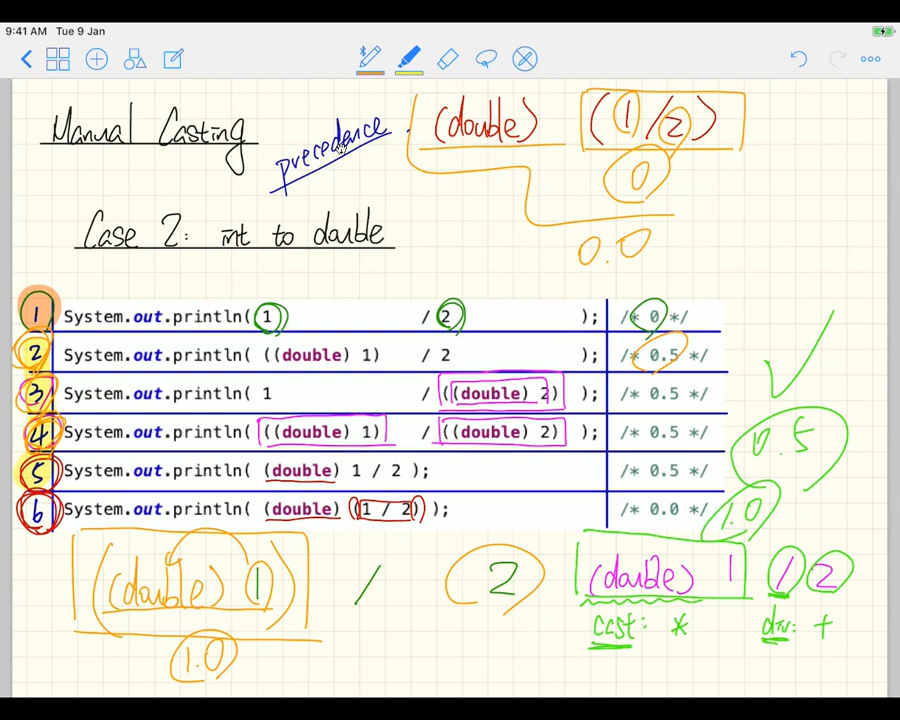 9:41 AM Tue 9 Jan
Manual Casting
precedence
(double) (1/2)
0
0.0
Case 2: int to double
1 System.out.println( 1 / 2 ); /* 0 */
2 System.out.println( ((double) 1) / 2 ); /* 0.5 */
3 System.out.println( 1 / ((double) 2) ); /* 0.5 */
4 System.out.println( ((double) 1) / ((double) 2) ); /* 0.5 */
5 System.out.println( (double) 1 / 2 ); /* 0.5 */
6 System.out.println( (double) (1 / 2) ); /* 0.0 */
0.5
1.0
((double) 1) / 2
1.0
(double) 1 / 2
cast: * div: +